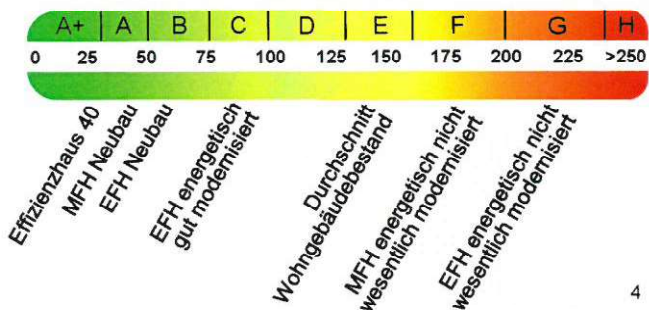 A+ A B C D E F G H
0 25 50 75 100 125 150 175 200 225 >250
Effizienzhaus 40
MFH Neubau
EFH Neubau
EFH energetisch
gut modernisiert
Durchschnitt
Wohngebäudebestand
MFH energetisch nicht
wesentlich modernisiert
EFH energetisch nicht
wesentlich modernisiert
4